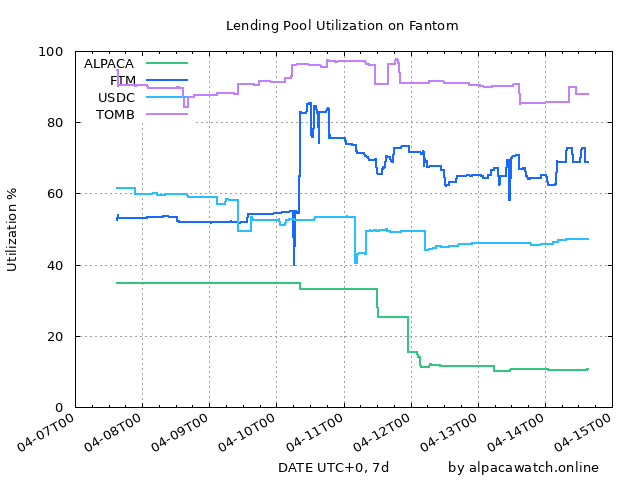 Lending Pool Utilization on Fantom
100
80
60
40
20
0
Utilization %
ALPACA
FTM
USDC
TOMB
04-07T00
04-08T00
04-09T00
04-10T00
04-11T00
04-12T00
04-13T00
04-14T00
04-15T00
DATE UTC+0, 7d
by alpacawatch.online